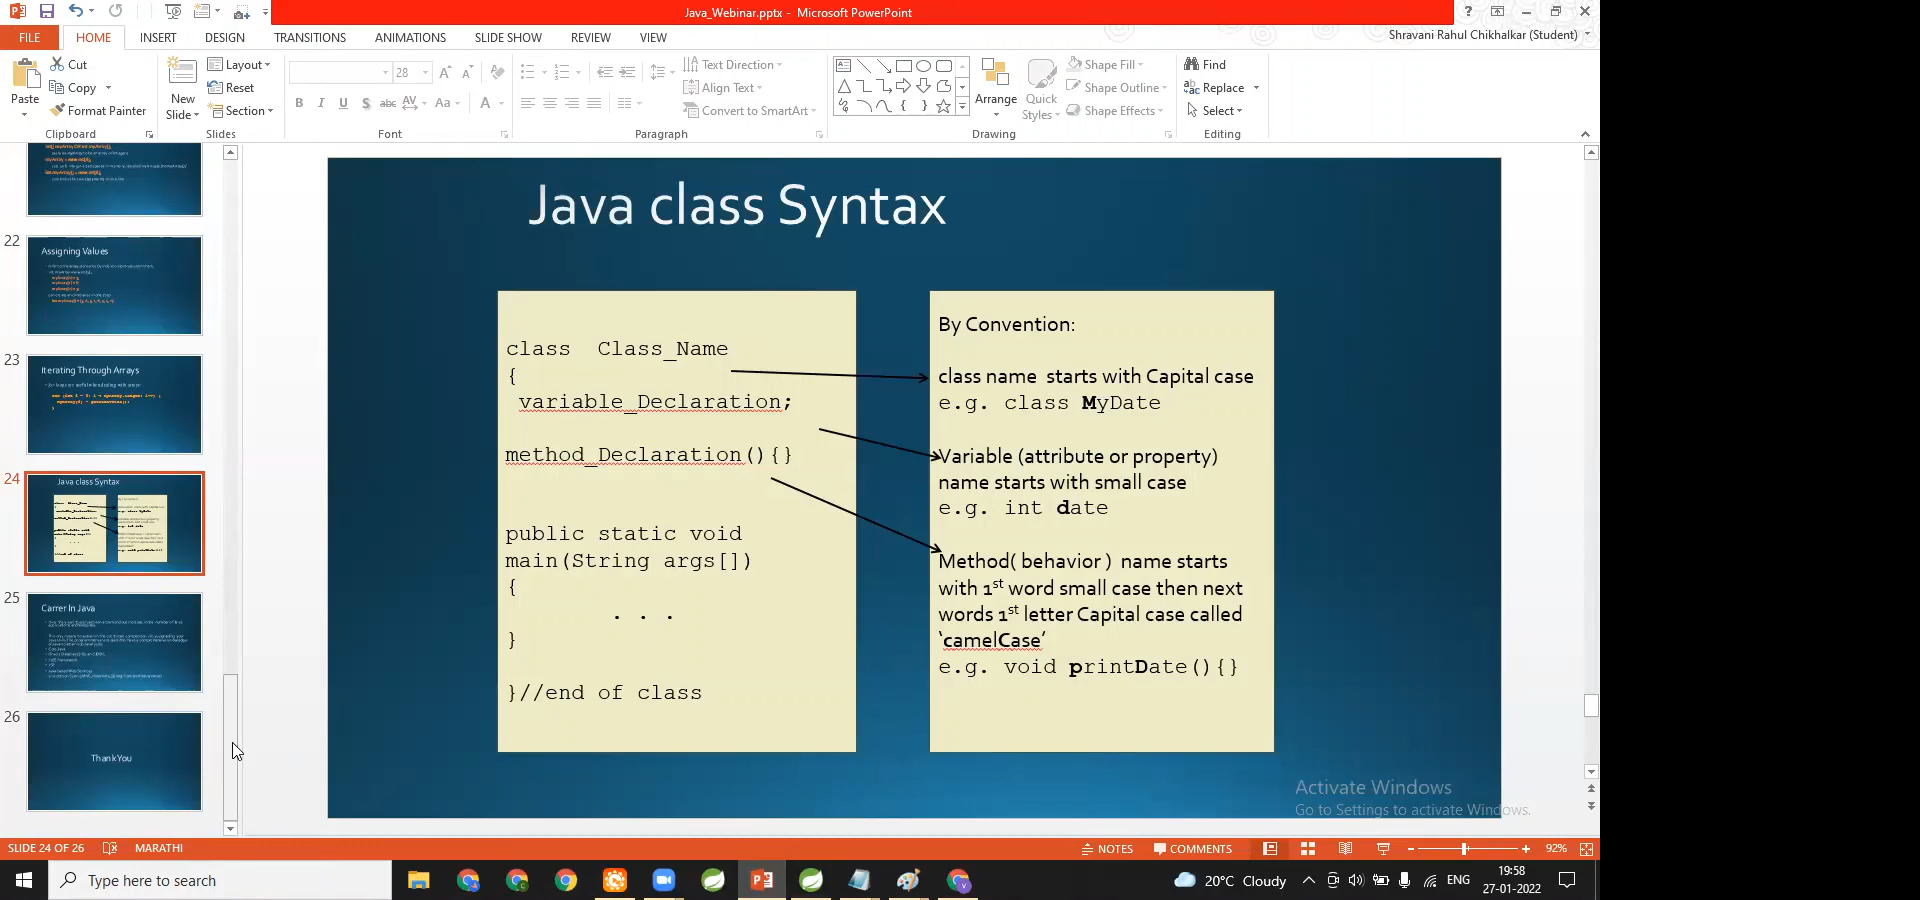 Java_Webinar.pptx - Microsoft PowerPoint
FILE HOME INSERT DESIGN TRANSITIONS ANIMATIONS SLIDE SHOW REVIEW VIEW
Shravani Rahul Chikhalkar (Student)
Paste
Cut
Copy
Format Painter
Clipboard
New
Slide
Layout
Reset
Section
Slides
28
B I U S abc AV Aa A
Font
Text Direction
Align Text
Convert to SmartArt
Paragraph
Arrange
Quick
Styles
Shape Fill
Shape Outline
Shape Effects
Drawing
Find
Replace
Select
Editing
22
Assigning Values
23
Iterating Through Arrays
24
Java class Syntax
25
Carrer In Java
26
Thank You
Java class Syntax
class Class_Name
{
variable_Declaration;
method_Declaration(){}
public static void
main(String args[])
{
. . .
}
}//end of class
By Convention:
class name starts with Capital case
e.g. class MyDate
Variable (attribute or property)
name starts with small case
e.g. int date
Method( behavior ) name starts
with 1st word small case then next
words 1st letter Capital case called
‘camelCase’
e.g. void printDate(){}
Activate Windows
Go to Settings to activate Windows.
SLIDE 24 OF 26 MARATHI
NOTES COMMENTS 92%
Type here to search
20°C Cloudy
ENG
19:58
27-01-2022